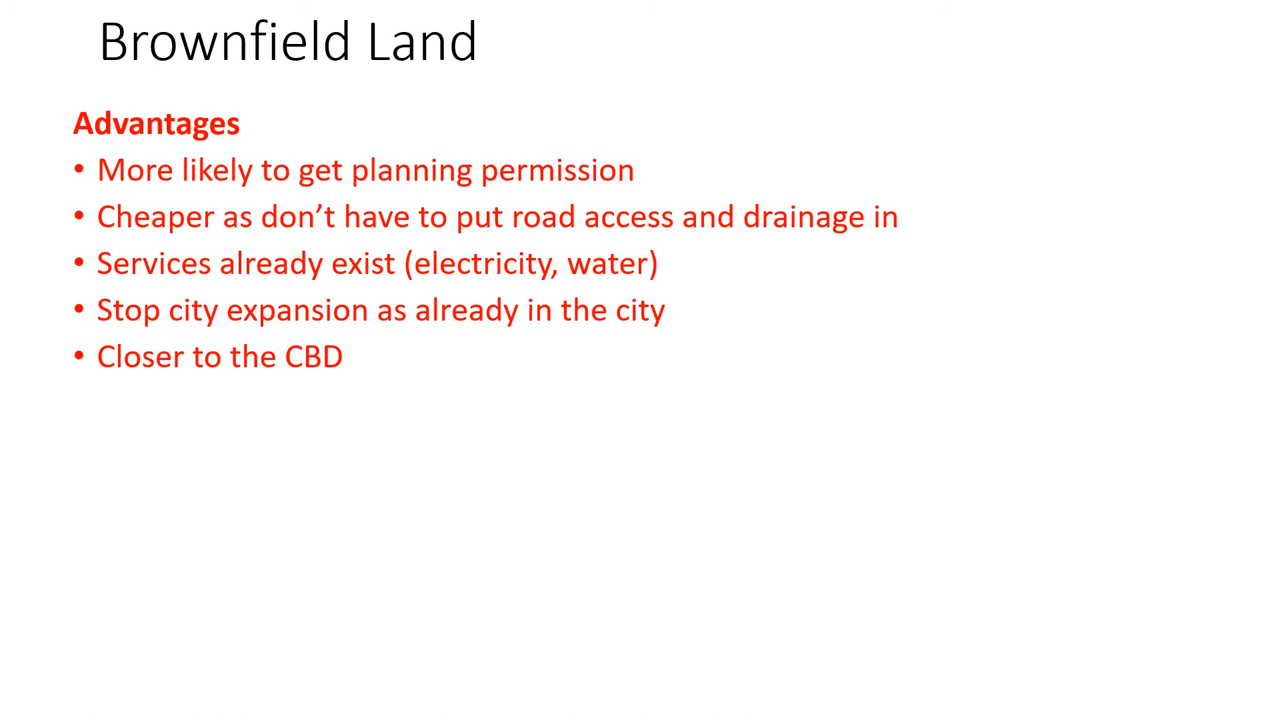 Brownfield Land
Advantages
• More likely to get planning permission
• Cheaper as don’t have to put road access and drainage in
• Services already exist (electricity, water)
• Stop city expansion as already in the city
• Closer to the CBD